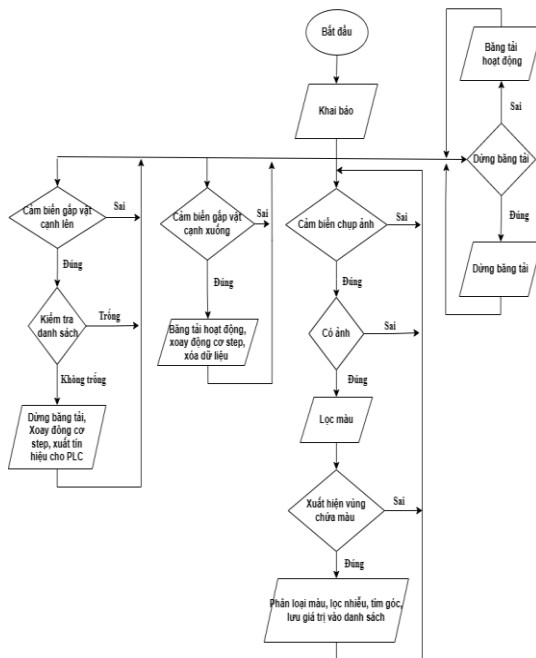 Bắt đầu
Khai báo
Băng tải
hoạt động
Sai
Dừng băng tải
Đúng
Dừng băng tải
Cảm biến gắp vật
cạnh lên
Sai
Đúng
Kiểm tra
danh sách
Trống
Không trống
Dừng băng tải,
Xoay động cơ
step, xuất tín
hiệu cho PLC
Cảm biến gắp vật
cạnh xuống
Sai
Đúng
Băng tải hoạt động,
xoay động cơ step,
xóa dữ liệu
Cảm biến chụp ảnh
Sai
Đúng
Có ảnh
Sai
Đúng
Lọc màu
Xuất hiện vùng
chứa màu
Sai
Đúng
Phân loại màu, lọc nhiễu, tìm góc,
lưu giá trị vào danh sách